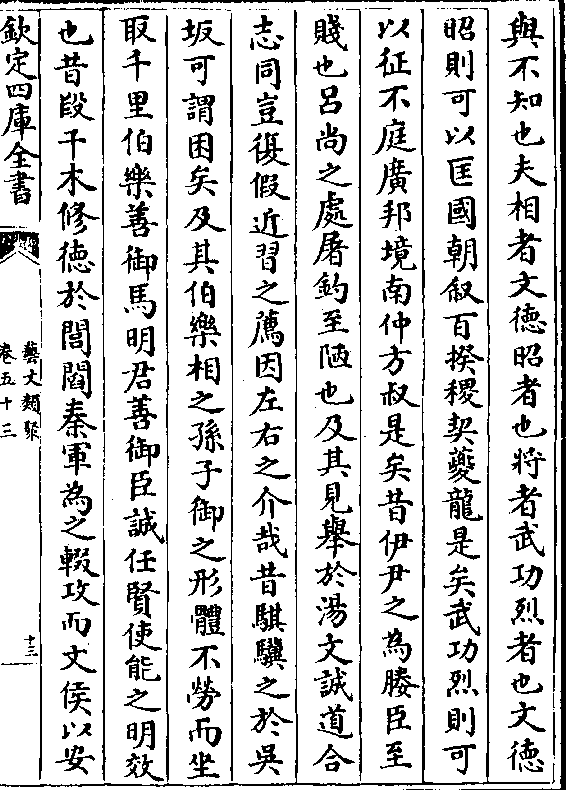 與不知也夫相者文德昭者也將者武功烈者也文德
昭則可以匡國朝敘百揆稷契夔龍是矣武功烈則可
以征不庭廣邦境南仲方叔是矣昔伊尹之為媵臣至
賤也吕尚之處屠釣至陋也及其見舉於湯文誠道合
志同豈復假近習之薦因左右之介哉昔騏驥之於吳
坂可謂困矣及其伯樂相之孫子御之形體不勞而坐
取千里伯樂善御馬明君善御臣誠任賢使能之明效
也昔段干木修德於閭閻秦軍為之輟攻而文侯以安
欽定四庫全書
藝文類聚
卷五十三
十三